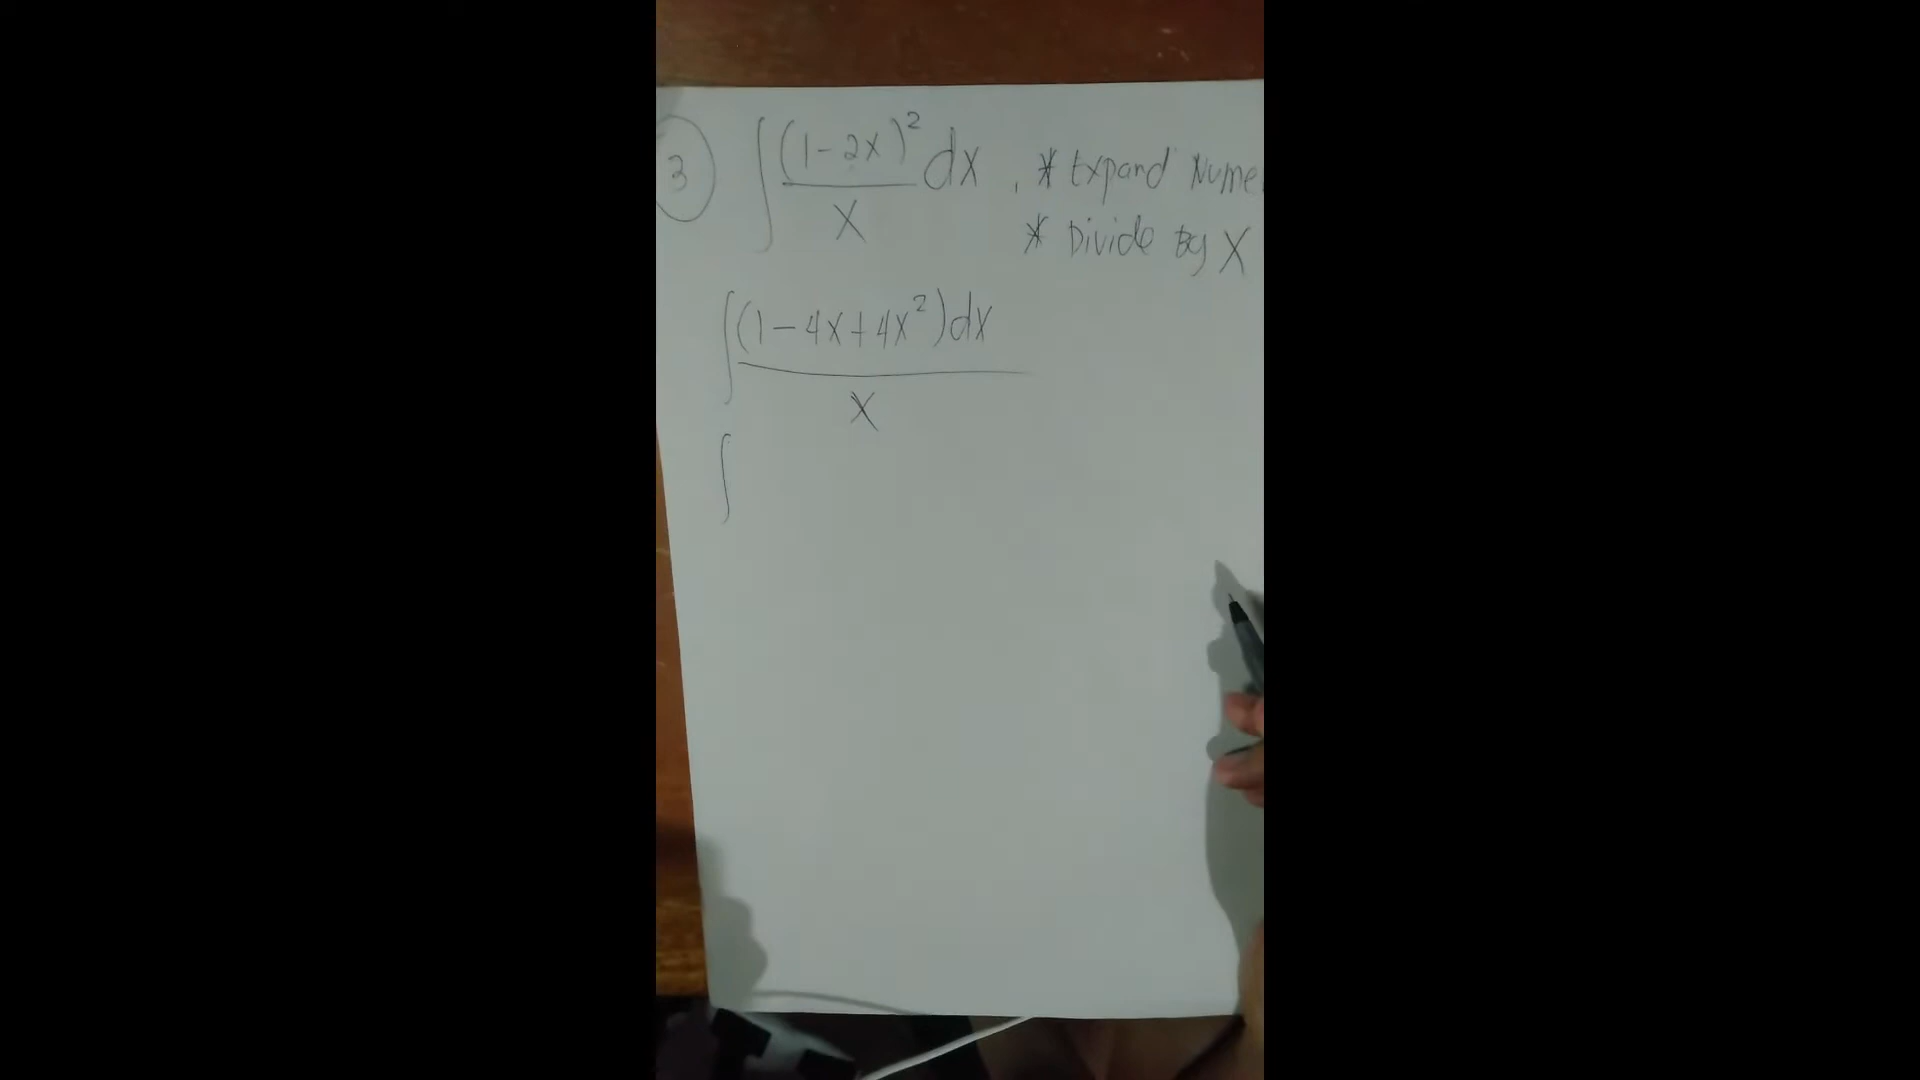 3 ∫ (1-2x)² dx , * Expand Nume
x
* Divide By X
∫ (1-4x+4x²)dx
x
∫